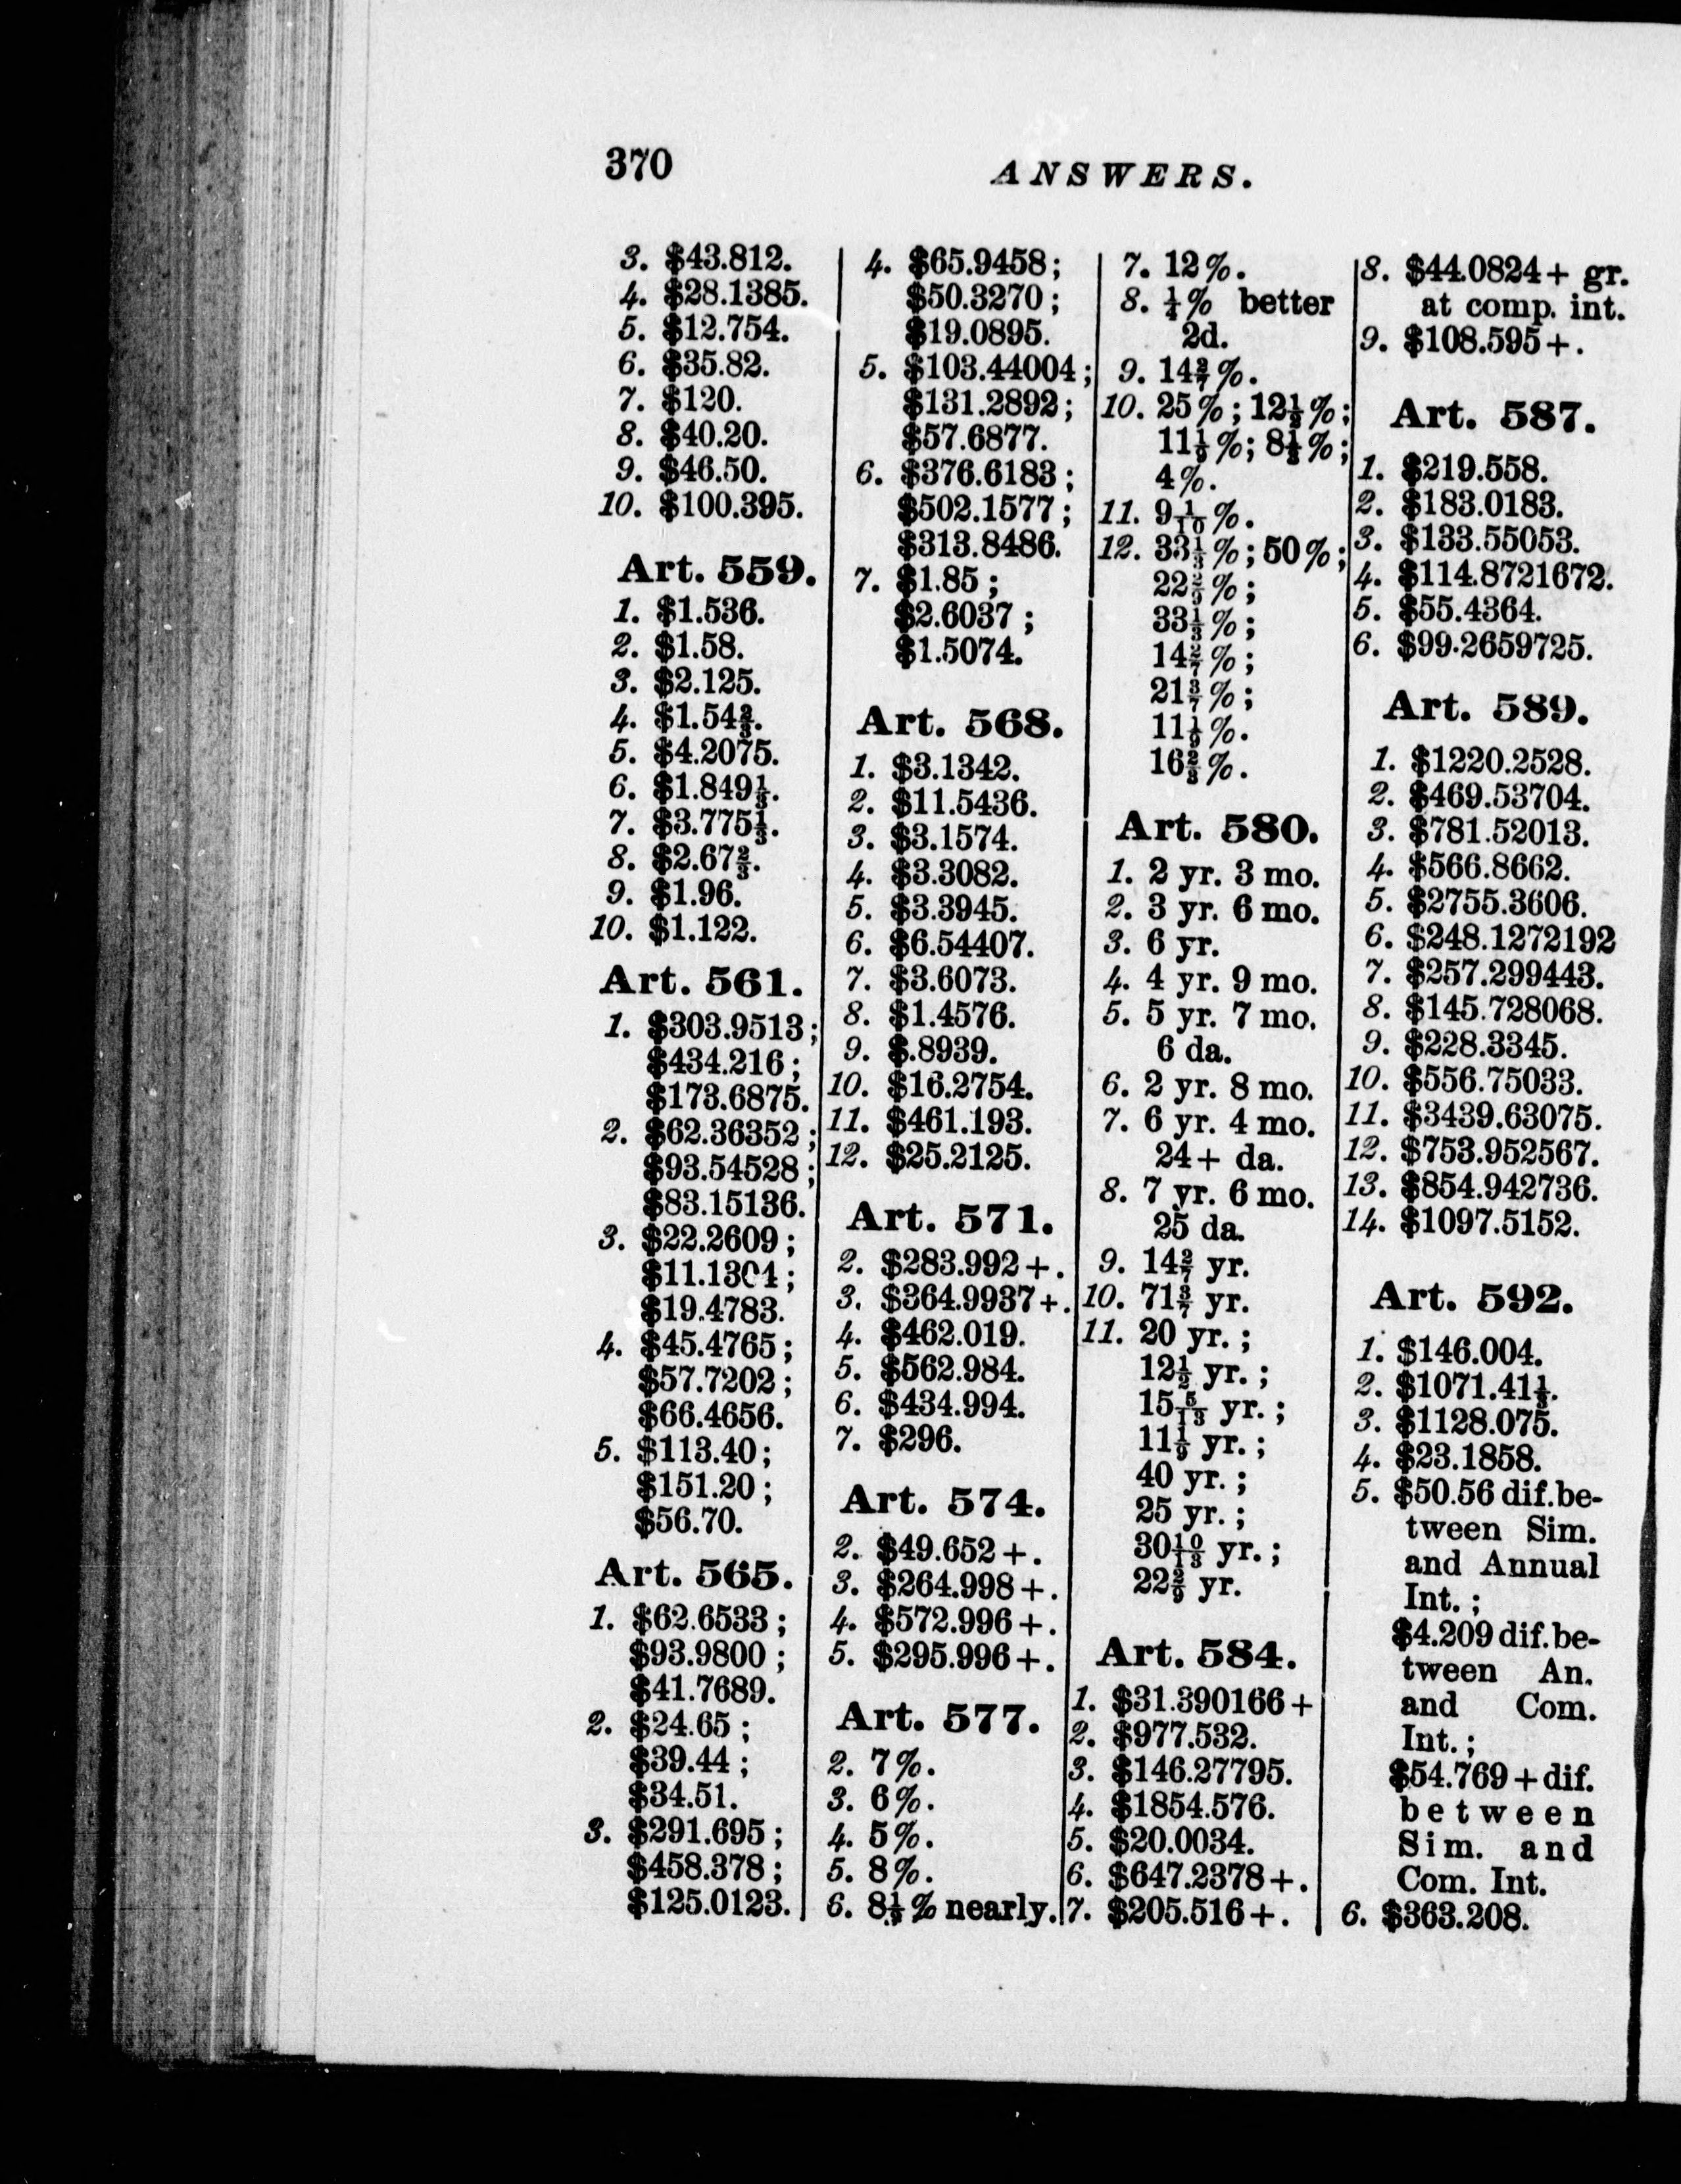 370
ANSWERS.
3. $43.812.
4. $28.1385.
5. $12.754.
6. $35.82.
7. $120.
8. $40.20.
9. $46.50.
10. $100.395.
Art. 559.
1. $1.536.
2. $1.58.
3. $2.125.
4. $1.54⅔.
5. $4.2075.
6. $1.849⅓.
7. $3.775⅓.
8. $2.67⅔.
9. $1.96.
10. $1.122.
Art. 561.
1. $303.9513;
$434.216;
$173.6875.
2. $62.36352;
$93.54528;
$83.15136.
3. $22.2609;
$11.1304;
$19.4783.
4. $45.4765;
$57.7202;
$66.4656.
5. $113.40;
$151.20;
$56.70.
Art. 565.
1. $62.6533;
$93.9800;
$41.7689.
2. $24.65;
$39.44;
$34.51.
3. $291.695;
$458.378;
$125.0123.
4. $65.9458;
$50.3270;
$19.0895.
5. $103.44004;
$131.2892;
$57.6877.
6. $376.6183;
$502.1577;
$313.8486.
7. $1.85;
$2.6037;
$1.5074.
Art. 568.
1. $3.1342.
2. $11.5436.
3. $3.1574.
4. $3.3082.
5. $3.3945.
6. $6.54407.
7. $3.6073.
8. $1.4576.
9. $.8939.
10. $16.2754.
11. $461.193.
12. $25.2125.
Art. 571.
2. $283.992+.
3. $364.9937+.
4. $462.019.
5. $562.984.
6. $434.994.
7. $296.
Art. 574.
2. $49.652+.
3. $264.998+.
4. $572.996+.
5. $295.996+.
Art. 577.
2. 7%.
3. 6%.
4. 5%.
5. 8%.
6. 8⅑% nearly.
7. 12%.
8. ¼% better
2d.
9. 14 2/7%.
10. 25%; 12½%;
11⅑%; 8⅓%;
4%.
11. 9 1/10%.
12. 33⅓%; 50%;
22 2/9%;
33⅓%;
14 2/7%;
21 3/7%;
11⅑%.
16⅔%.
Art. 580.
1. 2 yr. 3 mo.
2. 3 yr. 6 mo.
3. 6 yr.
4. 4 yr. 9 mo.
5. 5 yr. 7 mo.
6 da.
6. 2 yr. 8 mo.
7. 6 yr. 4 mo.
24+ da.
8. 7 yr. 6 mo.
25 da.
9. 14 2/7 yr.
10. 71 3/7 yr.
11. 20 yr.;
12½ yr.;
15 5/13 yr.;
11⅑ yr.;
40 yr.;
25 yr.;
30 10/13 yr.;
22 2/9 yr.
Art. 584.
1. $31.390166+
2. $977.532.
3. $146.27795.
4. $1854.576.
5. $20.0034.
6. $647.2378+.
7. $205.516+.
8. $44.0824+ gr.
at comp. int.
9. $108.595+.
Art. 587.
1. $219.558.
2. $183.0183.
3. $133.55053.
4. $114.8721672.
5. $55.4364.
6. $99.2659725.
Art. 589.
1. $1220.2528.
2. $469.53704.
3. $781.52013.
4. $566.8662.
5. $2755.3606.
6. $248.1272192
7. $257.299443.
8. $145.728068.
9. $228.3345.
10. $556.75033.
11. $3439.63075.
12. $753.952567.
13. $854.942736.
14. $1097.5152.
Art. 592.
1. $146.004.
2. $1071.41⅓.
3. $1128.075.
4. $23.1858.
5. $50.56 dif.be-
tween Sim.
and Annual
Int.;
$4.209 dif.be-
tween An.
and Com.
Int.;
$54.769+dif.
between
Sim. and
Com. Int.
6. $363.208.